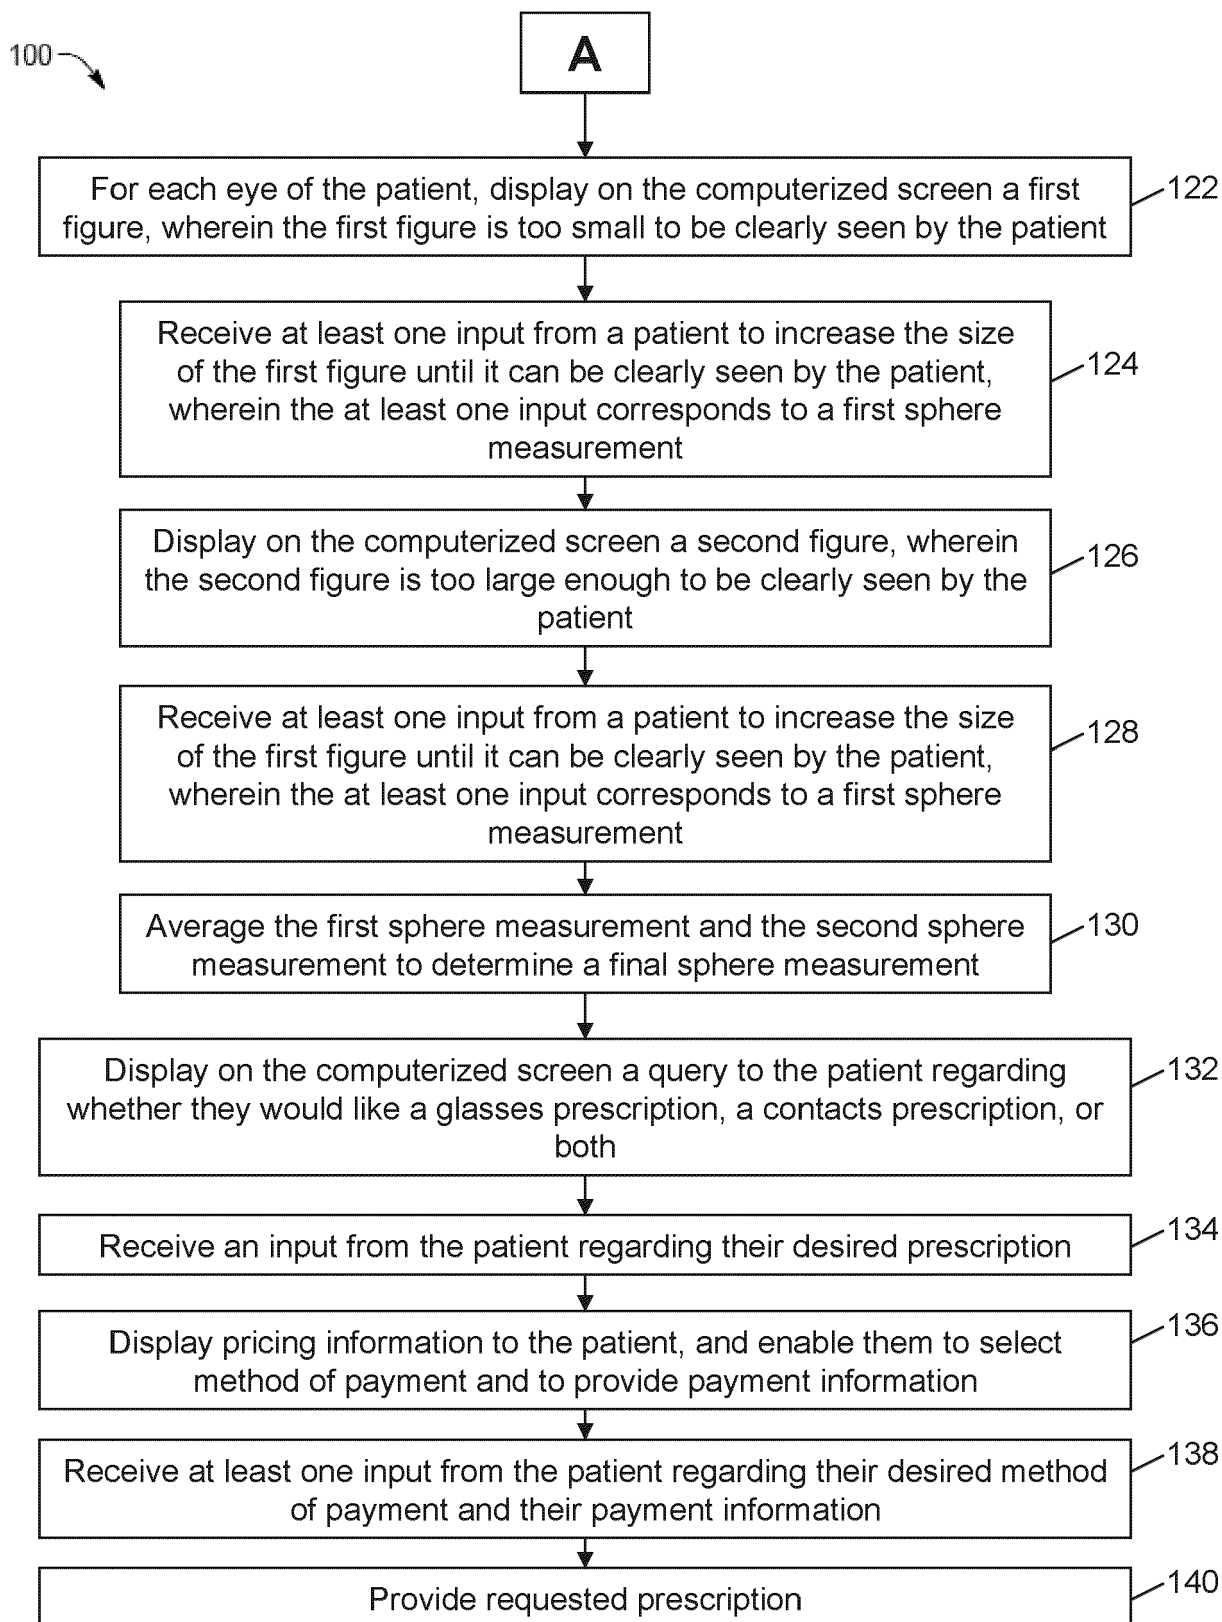 100
A
For each eye of the patient, display on the computerized screen a first
figure, wherein the first figure is too small to be clearly seen by the patient
122
Receive at least one input from a patient to increase the size
of the first figure until it can be clearly seen by the patient,
wherein the at least one input corresponds to a first sphere
measurement
124
Display on the computerized screen a second figure, wherein
the second figure is too large enough to be clearly seen by the
patient
126
Receive at least one input from a patient to increase the size
of the first figure until it can be clearly seen by the patient,
wherein the at least one input corresponds to a first sphere
measurement
128
Average the first sphere measurement and the second sphere
measurement to determine a final sphere measurement
130
Display on the computerized screen a query to the patient regarding
whether they would like a glasses prescription, a contacts prescription, or
both
132
Receive an input from the patient regarding their desired prescription
134
Display pricing information to the patient, and enable them to select
method of payment and to provide payment information
136
Receive at least one input from the patient regarding their desired method
of payment and their payment information
138
Provide requested prescription
140